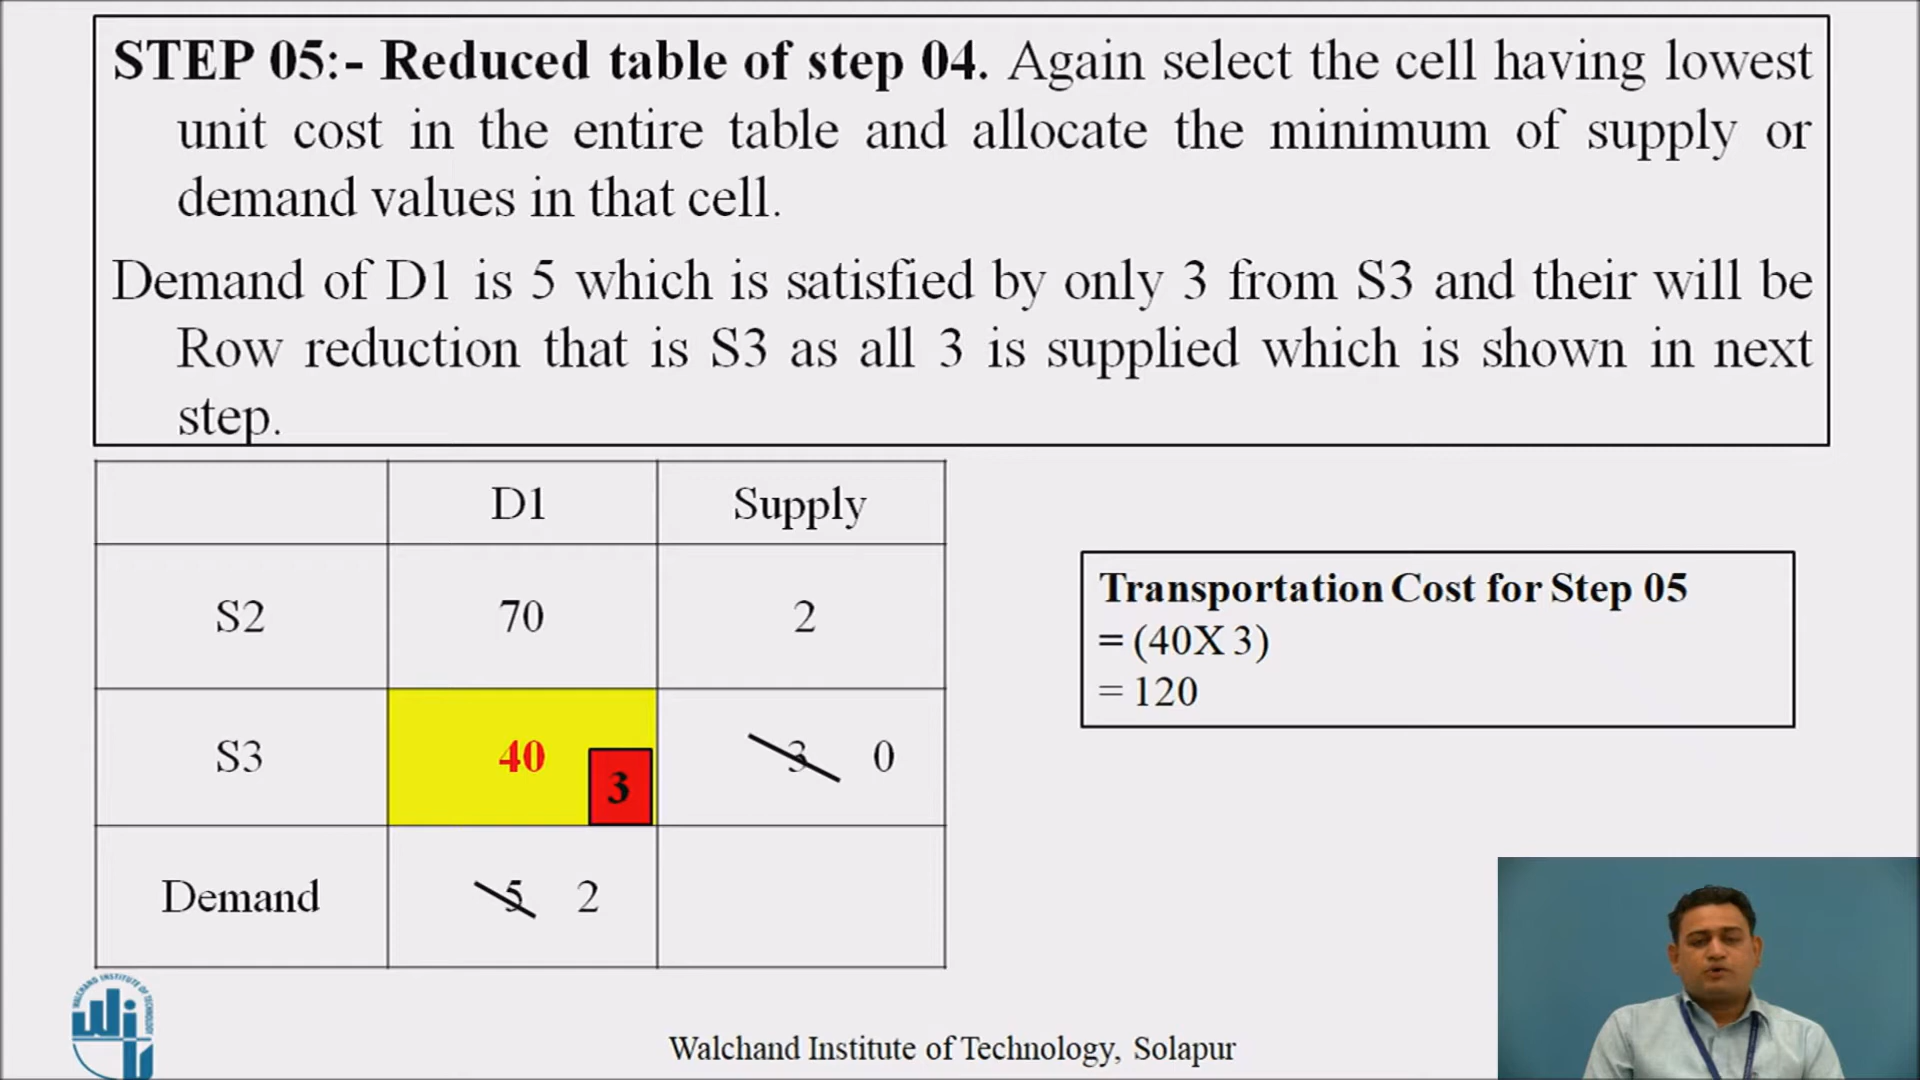 STEP 05:- Reduced table of step 04. Again select the cell having lowest
unit cost in the entire table and allocate the minimum of supply or
demand values in that cell.
Demand of D1 is 5 which is satisfied by only 3 from S3 and their will be
Row reduction that is S3 as all 3 is supplied which is shown in next
step.
D1 Supply
S2 70 2
Transportation Cost for Step 05
= (40X 3)
= 120
S3 40 3 3 0
Demand 5 2
WALCHAND INSTITUTE OF TECHNOLOGY
Walchand Institute of Technology, Solapur